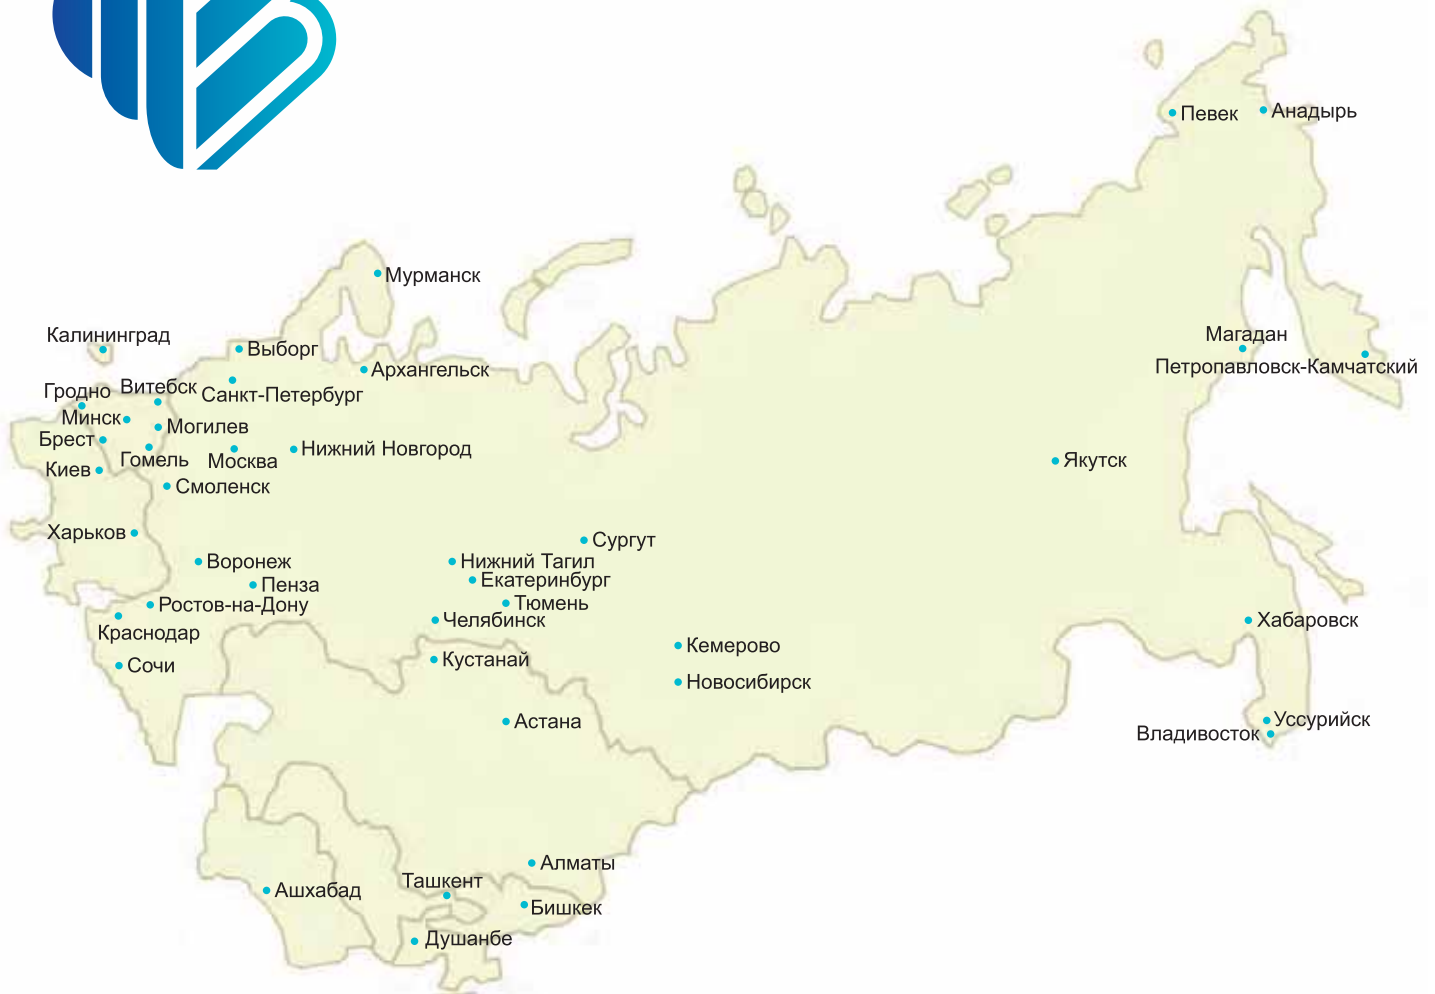 Певек
Анадырь
Мурманск
Магадан
Калининград
Выборг
Петропавловск-Камчатский
Архангельск
Гродно
Витебск
Санкт-Петербург
Минск
Могилев
Брест
Гомель
Москва
Нижний Новгород
Якутск
Киев
Смоленск
Харьков
Сургут
Воронеж
Нижний Тагил
Пенза
Екатеринбург
Ростов-на-Дону
Тюмень
Краснодар
Челябинск
Хабаровск
Сочи
Кустанай
Кемерово
Новосибирск
Астана
Уссурийск
Владивосток
Алматы
Ташкент
Ашхабад
Бишкек
Душанбе